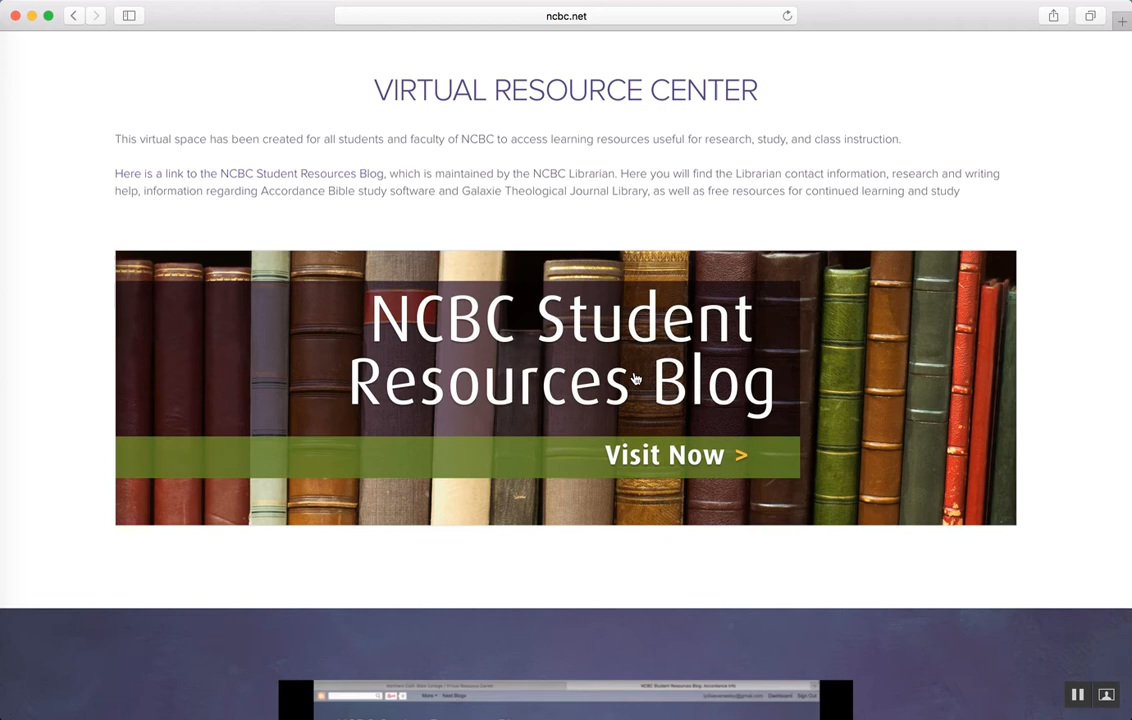 ncbc.net
VIRTUAL RESOURCE CENTER
This virtual space has been created for all students and faculty of NCBC to access learning resources useful for research, study, and class instruction.
Here is a link to the NCBC Student Resources Blog, which is maintained by the NCBC Librarian. Here you will find the Librarian contact information, research and writing
help, information regarding Accordance Bible study software and Galaxie Theological Journal Library, as well as free resources for continued learning and study
NCBC Student
Resources Blog
Visit Now >